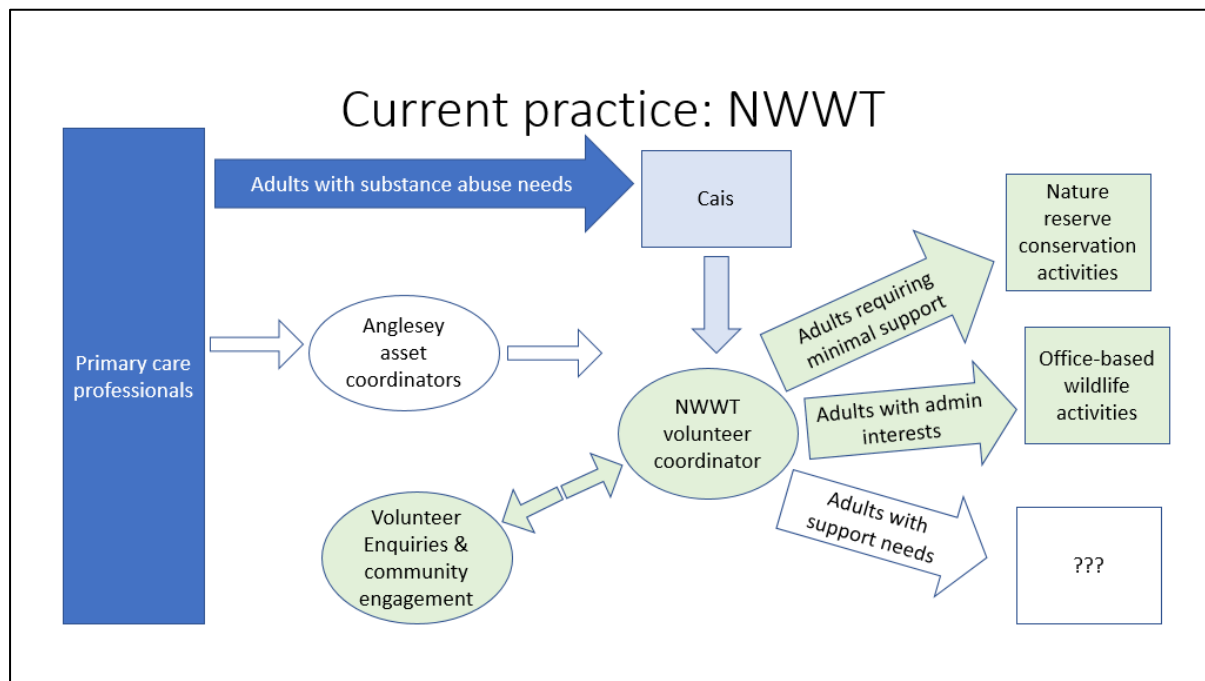 Current practice: NWWT
Primary care
professionals
Adults with substance abuse needs
Cais
Anglesey
asset
coordinators
Volunteer
Enquiries &
community
engagement
NWWT
volunteer
coordinator
Adults requiring
minimal support
Adults with admin
interests
Adults with
support needs
Nature
reserve
conservation
activities
Office-based
wildlife
activities
???